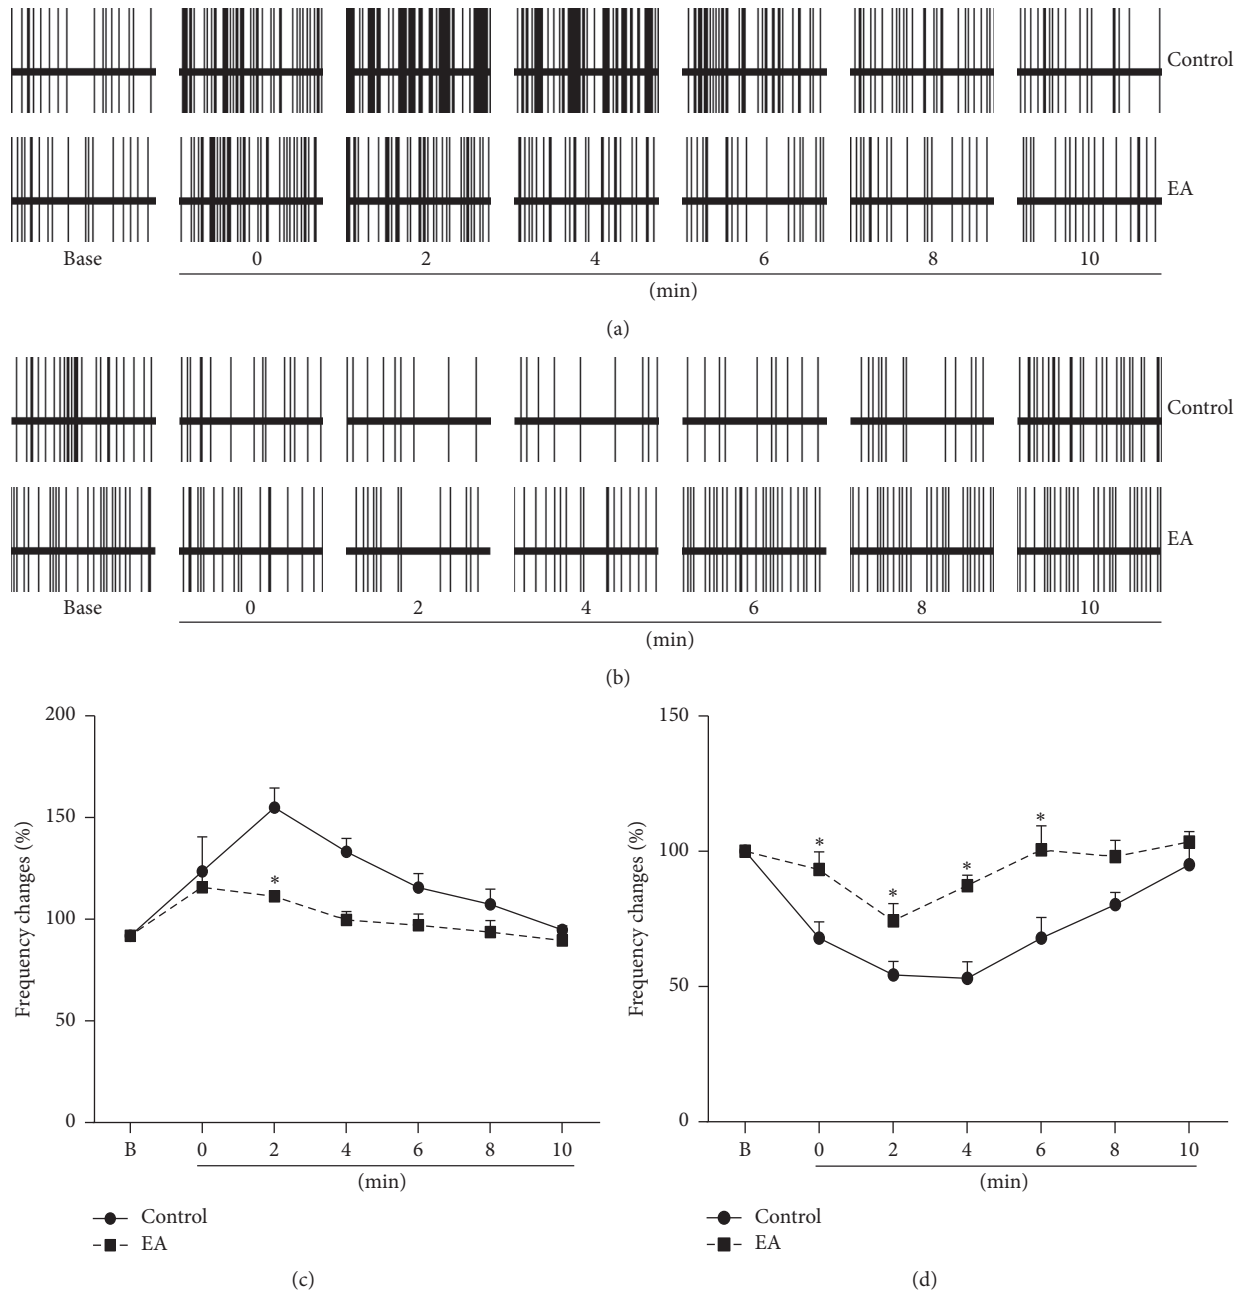 Control
EA
Base 0 2 4 6 8 10
(min)
(a)
Control
EA
Base 0 2 4 6 8 10
(min)
(b)
200
150
100
50
0
Frequency changes (%)
*
B 0 2 4 6 8 10
(min)
Control
EA
(c)
150
100
50
0
Frequency changes (%)
* * * *
B 0 2 4 6 8 10
(min)
Control
EA
(d)